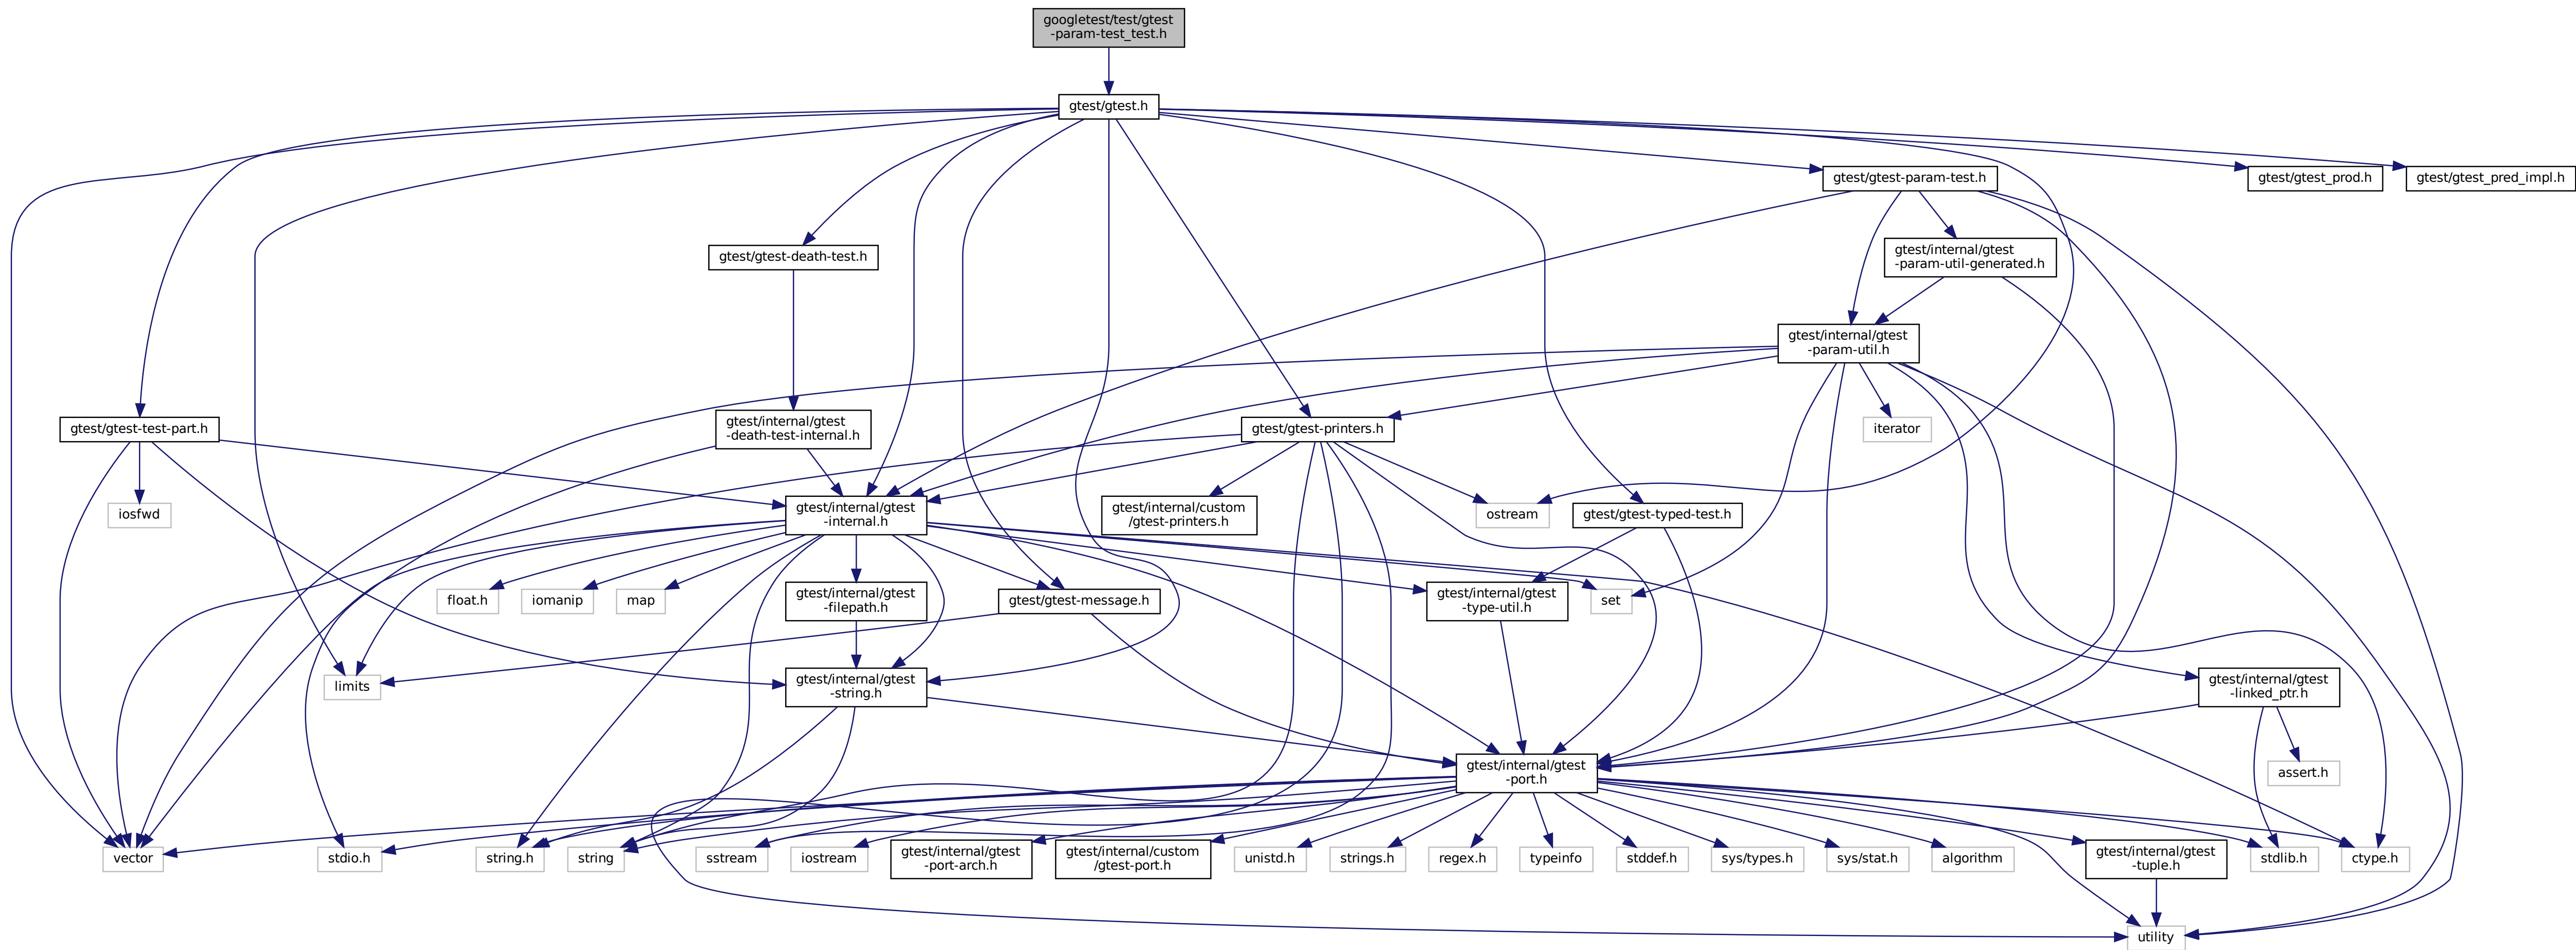 googletest/test/gtest
-param-test_test.h
gtest/gtest.h
gtest/gtest-param-test.h
gtest/gtest_prod.h
gtest/gtest_pred_impl.h
gtest/gtest-death-test.h
gtest/internal/gtest
-param-util-generated.h
gtest/internal/gtest
-param-util.h
gtest/gtest-test-part.h
gtest/internal/gtest
-death-test-internal.h
gtest/gtest-printers.h
iterator
iosfwd
gtest/internal/gtest
-internal.h
gtest/internal/custom
/gtest-printers.h
ostream
gtest/gtest-typed-test.h
float.h
iomanip
map
gtest/internal/gtest
-filepath.h
gtest/gtest-message.h
gtest/internal/gtest
-type-util.h
set
limits
gtest/internal/gtest
-string.h
gtest/internal/gtest
-linked_ptr.h
gtest/internal/gtest
-port.h
assert.h
vector
stdio.h
string.h
string
sstream
iostream
gtest/internal/gtest
-port-arch.h
gtest/internal/custom
/gtest-port.h
unistd.h
strings.h
regex.h
typeinfo
stddef.h
sys/types.h
sys/stat.h
algorithm
gtest/internal/gtest
-tuple.h
stdlib.h
ctype.h
utility